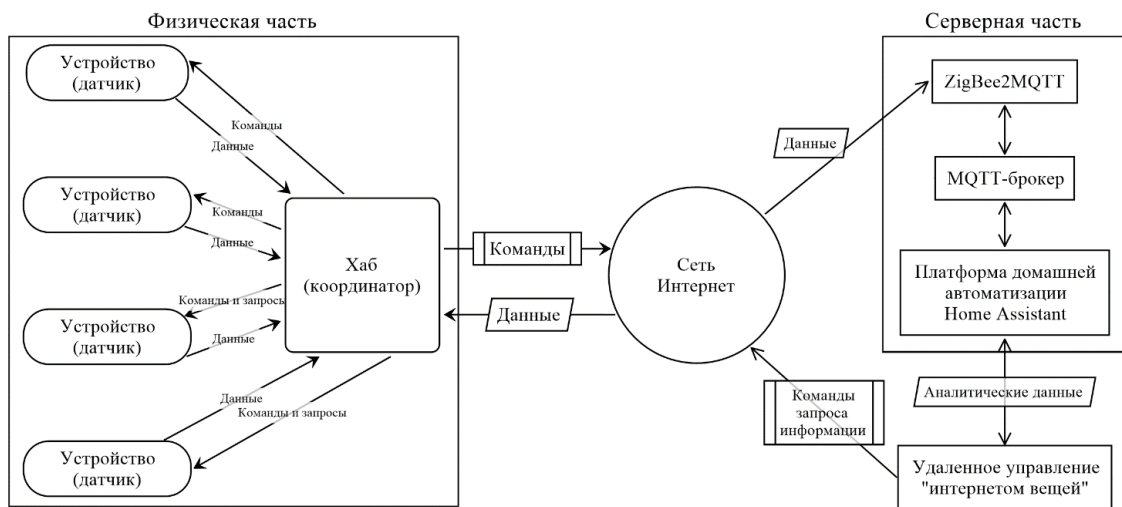 Физическая часть
Серверная часть
Устройство
(датчик)
Команды
Данные
Устройство
(датчик)
Команды
Данные
Хаб
(координатор)
Команды и запросы
Устройство
(датчик)
Данные
Данные
Команды и запросы
Устройство
(датчик)
Команды
Данные
Сеть
Интернет
Данные
ZigBee2MQTT
MQTT-брокер
Платформа домашней
автоматизации
Home Assistant
Команды
запроса
информации
Аналитические данные
Удаленное управление
"интернетом вещей"